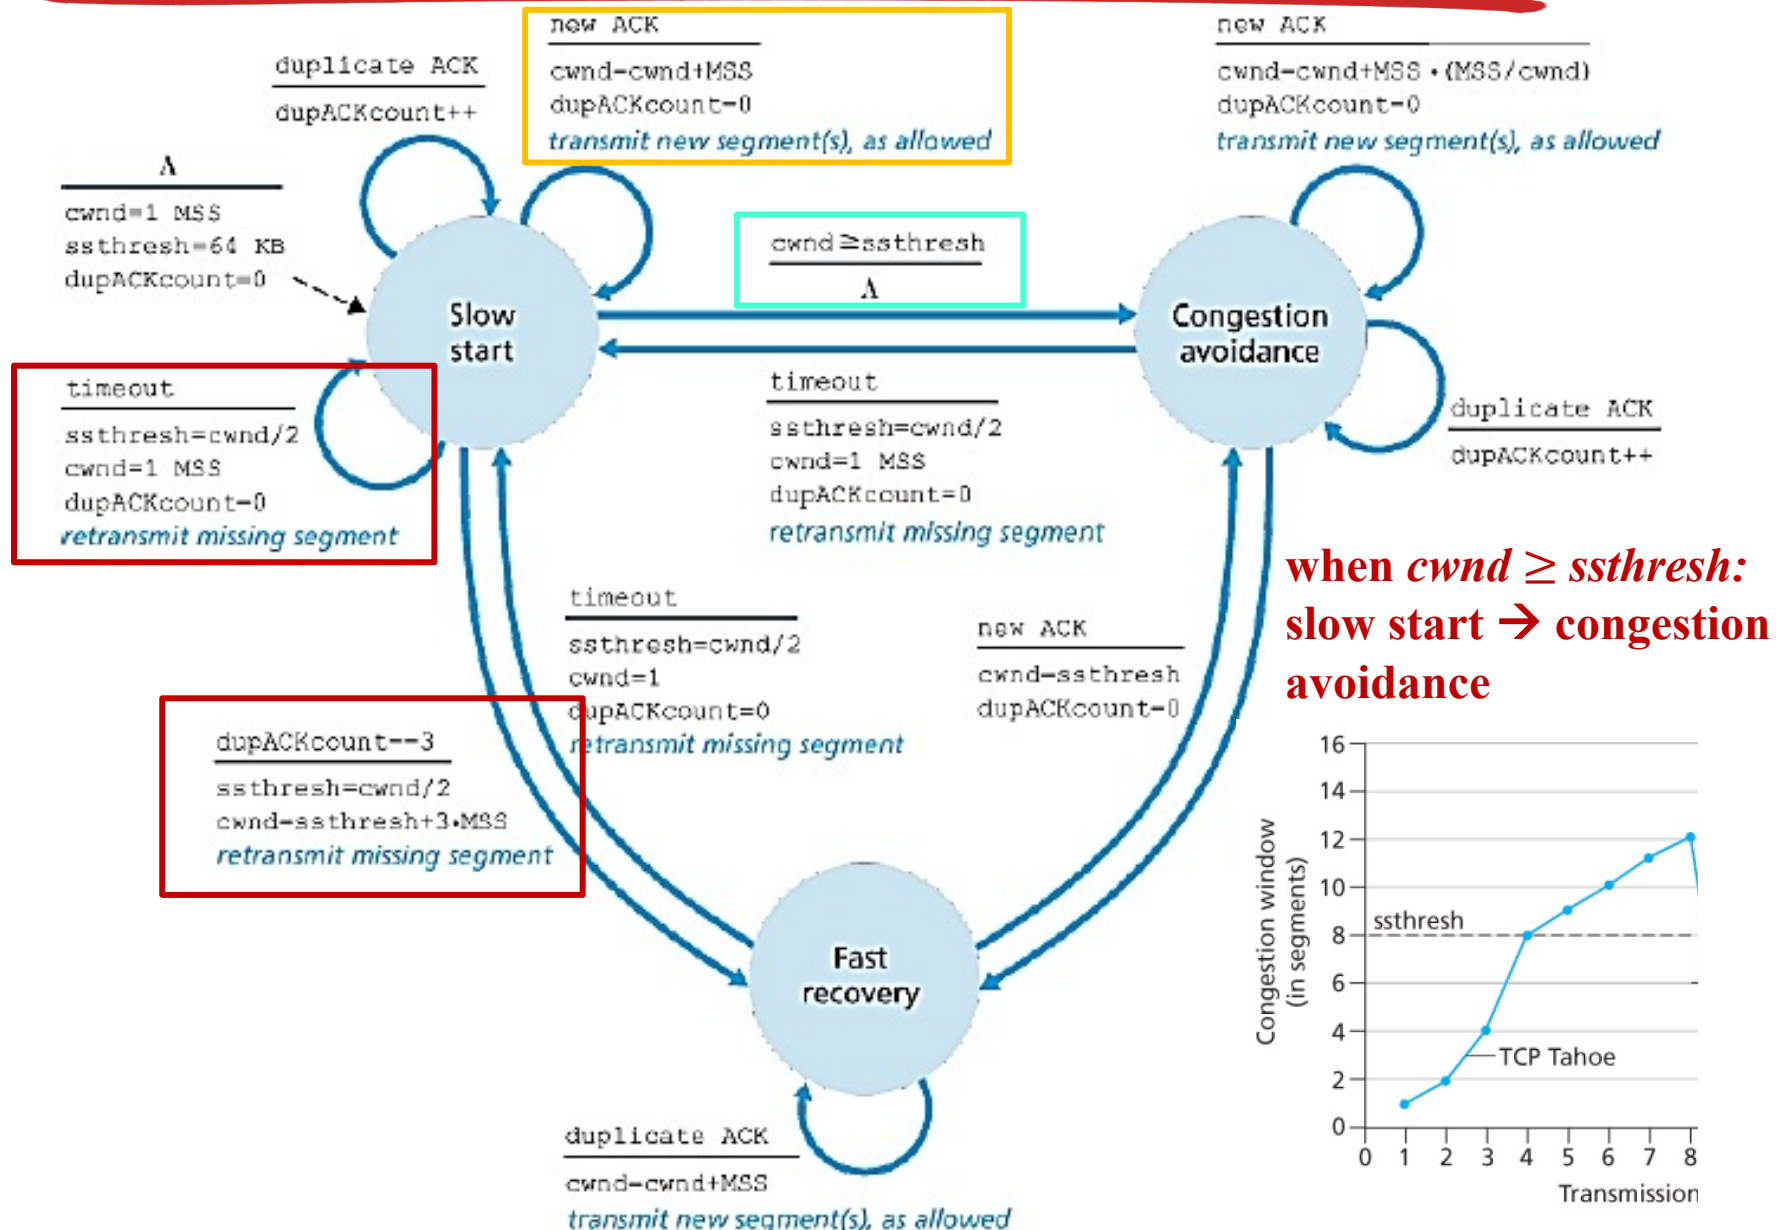 new ACK
cwnd=cwnd+MSS
dupACKcount=0
transmit new segment(s), as allowed
new ACK
cwnd=cwnd+MSS •(MSS/cwnd)
dupACKcount=0
transmit new segment(s), as allowed
duplicate ACK
dupACKcount++
Λ
cwnd=1 MSS
ssthresh=64 KB
dupACKcount=0
cwnd≥ssthresh
Λ
Slow
start
Congestion
avoidance
timeout
ssthresh=cwnd/2
cwnd=1 MSS
dupACKcount=0
retransmit missing segment
timeout
ssthresh=cwnd/2
cwnd=1 MSS
dupACKcount=0
retransmit missing segment
duplicate ACK
dupACKcount++
when cwnd ≥ ssthresh:
slow start → congestion
avoidance
timeout
ssthresh=cwnd/2
cwnd=1
dupACKcount=0
retransmit missing segment
new ACK
cwnd=ssthresh
dupACKcount=0
dupACKcount==3
ssthresh=cwnd/2
cwnd=ssthresh+3•MSS
retransmit missing segment
Fast
recovery
duplicate ACK
cwnd=cwnd+MSS
transmit new segment(s), as allowed
Congestion window
(in segments)
16
14
12
10
8
6
4
2
0
ssthresh
TCP Tahoe
0 1 2 3 4 5 6 7 8
Transmission